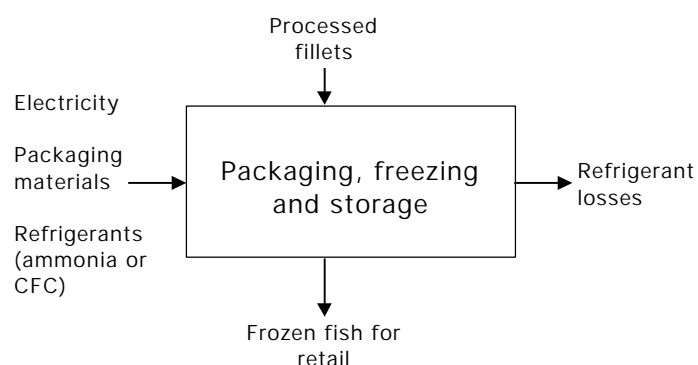 Processed
fillets
Electricity
Packaging
materials
Refrigerants
(ammonia or
CFC)
Packaging, freezing
and storage
Refrigerant
losses
Frozen fish for
retail